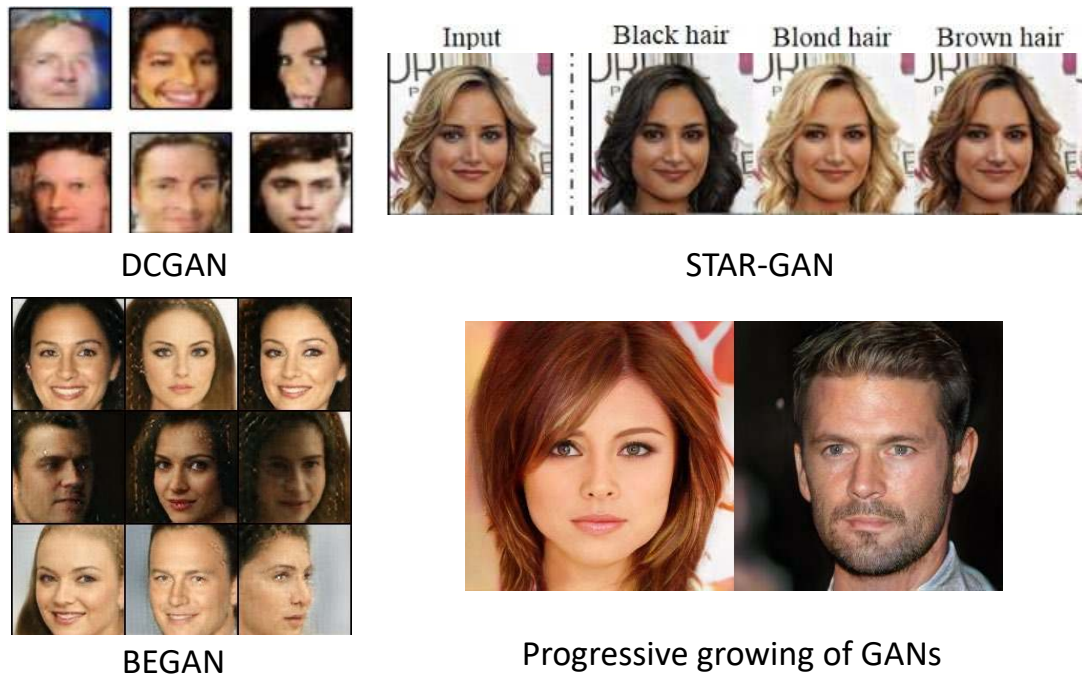 Input Black hair Blond hair Brown hair
DCGAN
STAR-GAN
BEGAN
Progressive growing of GANs